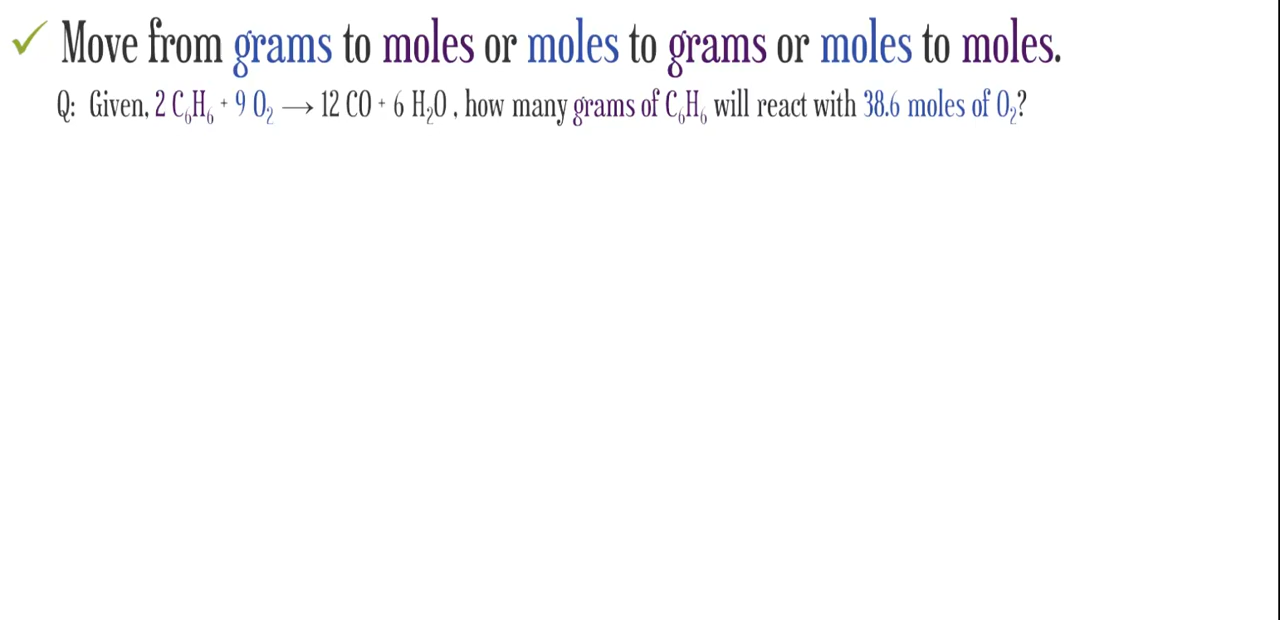 ✓ Move from grams to moles or moles to grams or moles to moles.
Q: Given, 2 C₆H₆ + 9 O₂ → 12 CO + 6 H₂O , how many grams of C₆H₆ will react with 38.6 moles of O₂?